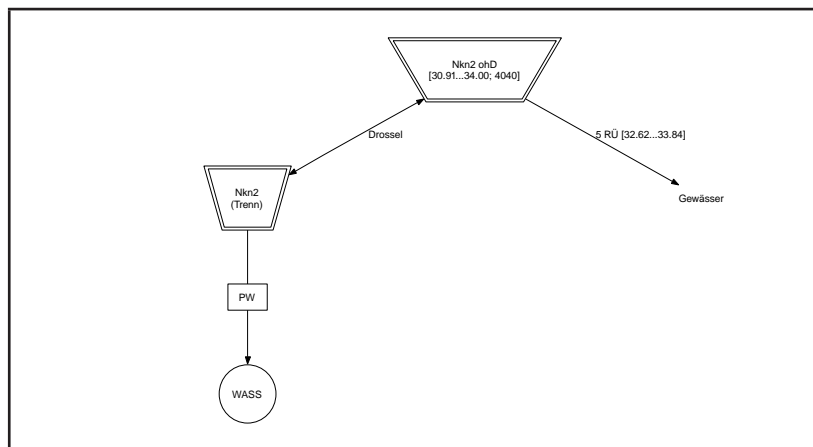 Nkn2 ohD
[30.91...34.00; 4040]
Drossel
5 RÜ [32.62...33.84]
Nkn2
(Trenn)
Gewässer
PW
WASS